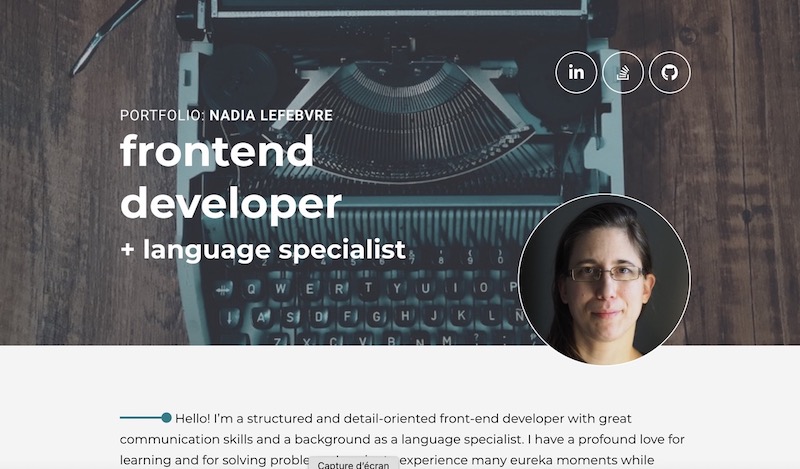 in
PORTFOLIO: NADIA LEFEBVRE
frontend
developer
+ language specialist
Q W E R T Y U I O P
A S D F G H J K L Ñ
Z X C V B N M
Hello! I'm a structured and detail-oriented front-end developer with great
communication skills and a background as a language specialist. I have a profound love for
learning and for solving experience many eureka moments while
Capture d'écran